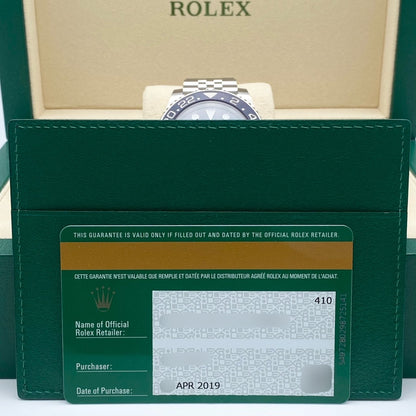 ROLEX
22
2
THIS GUARANTEE IS VALID ONLY IF FILLED OUT AND DATED BY THE OFFICIAL ROLEX RETAILER.
CETTE GARANTIE N'EST VALABLE QUE REMPLIE ET DATÉE PAR LE DISTRIBUTEUR AGRÉÉ ROLEX AU MOMENT DE L'ACHAT.
410
Name of Official
Rolex Retailer:
Purchaser:
Date of Purchase:
APR 2019